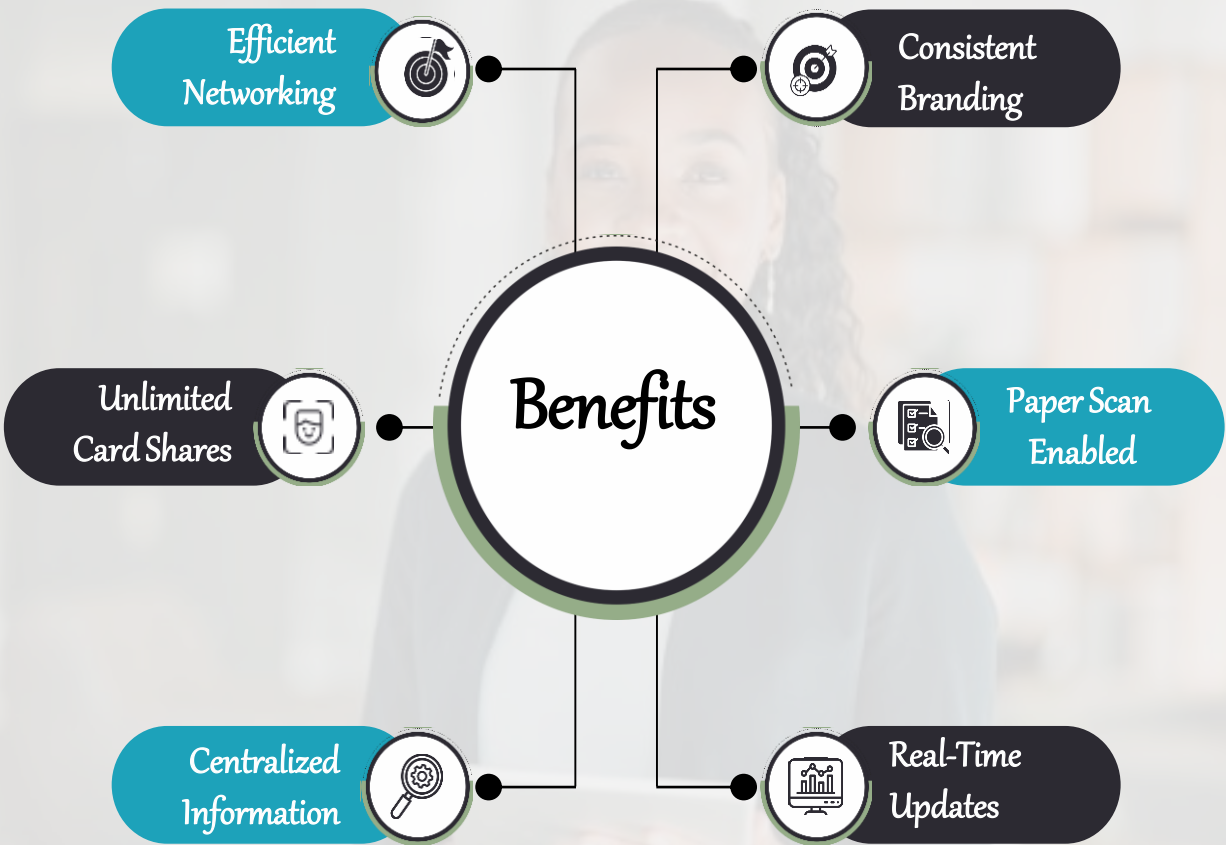 Efficient
Networking
Consistent
Branding
Benefits
Unlimited
Card Shares
Paper Scan
Enabled
Centralized
Information
Real-Time
Updates